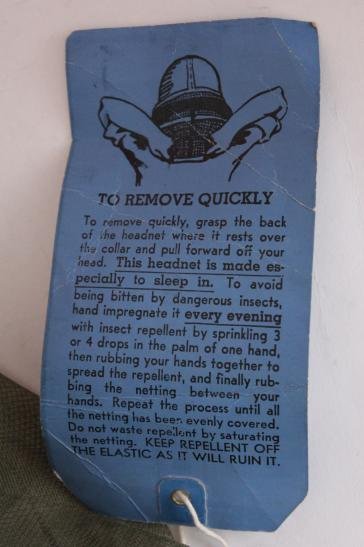 TO REMOVE QUICKLY
To remove quickly, grasp the back
of the headnet where it rests over
the collar and pull forward off your
head. This headnet is made es-
pecially to sleep in. To avoid
being bitten by dangerous insects,
hand impregnate it every evening
with insect repellent by sprinkling 3
or 4 drops in the palm of one hand,
then rubbing your hands together to
spread the repellent, and finally rub-
bing the netting between your
hands. Repeat the process until all
the netting has been evenly covered.
Do not waste repellent by saturating
the netting. KEEP REPELLENT OFF
THE ELASTIC AS IT WILL RUIN IT.